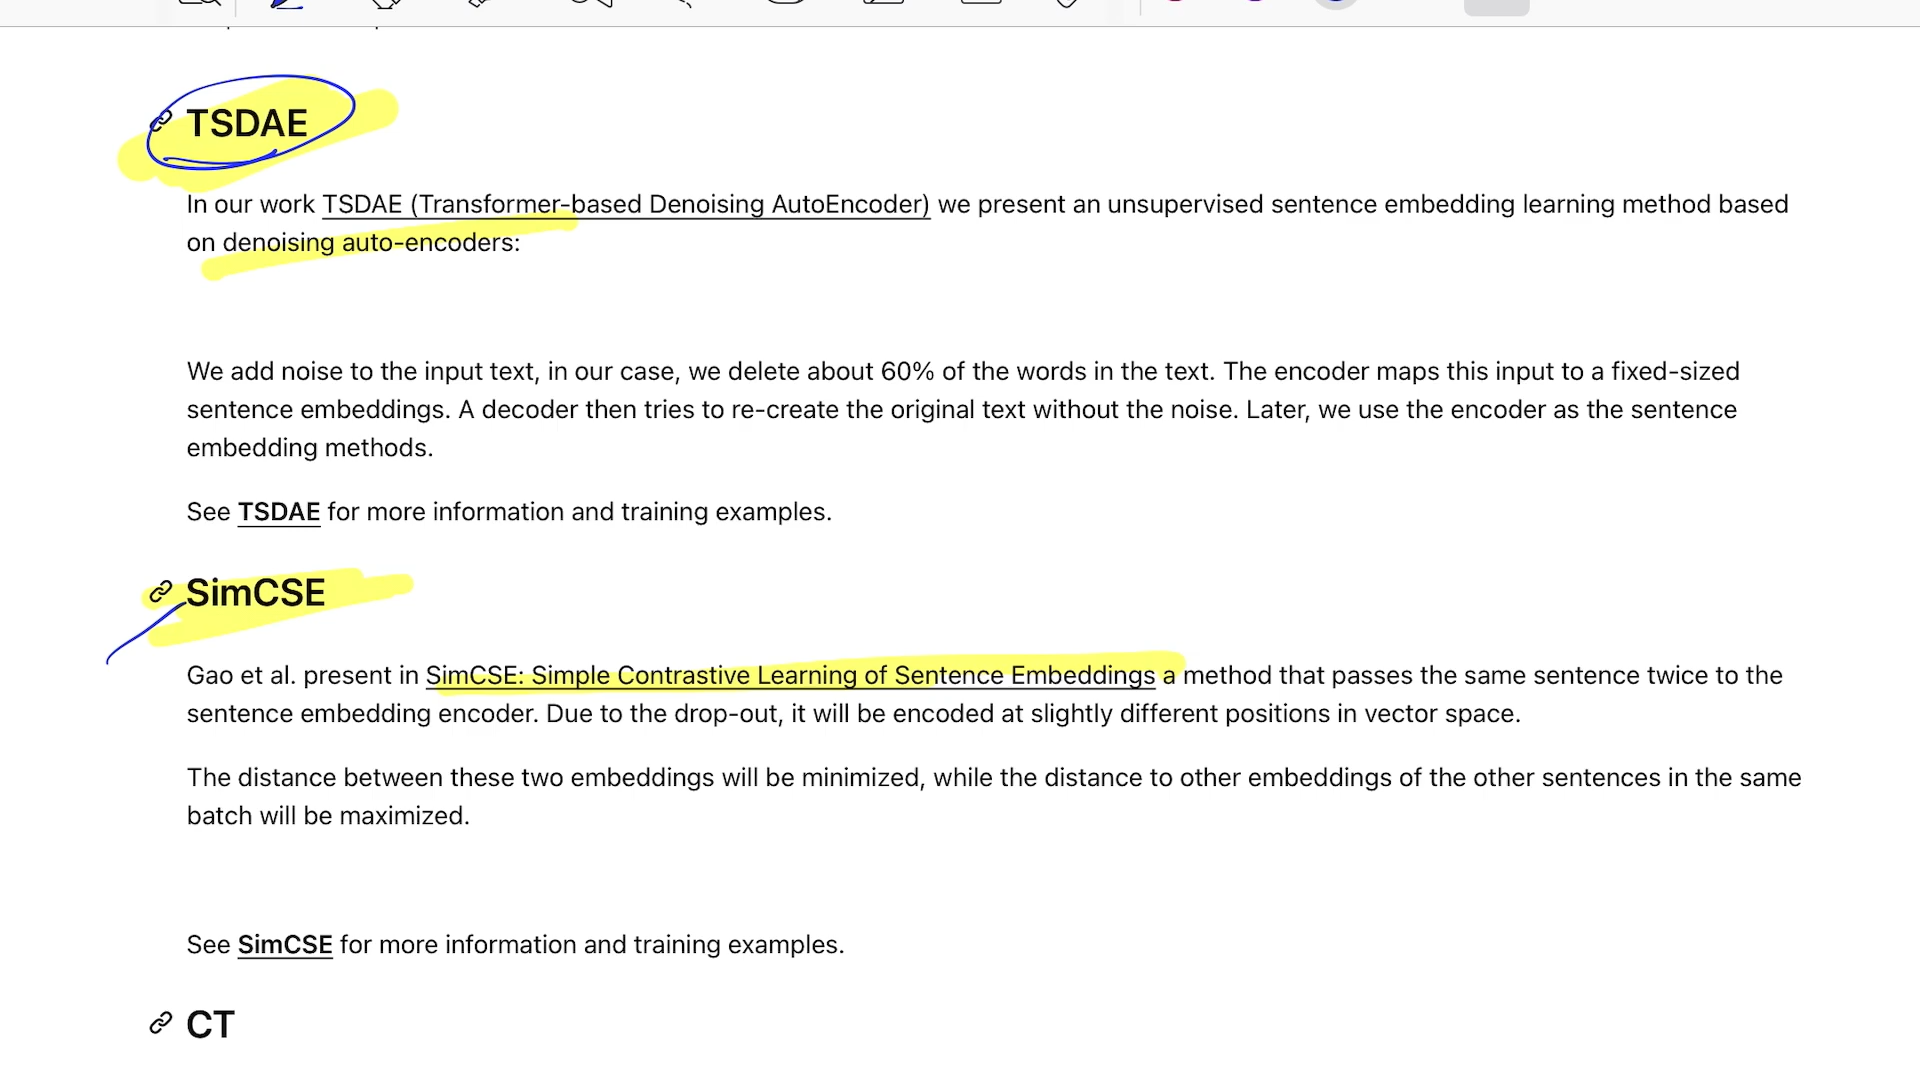 TSDAE
In our work TSDAE (Transformer-based Denoising AutoEncoder) we present an unsupervised sentence embedding learning method based
on denoising auto-encoders:
We add noise to the input text, in our case, we delete about 60% of the words in the text. The encoder maps this input to a fixed-sized
sentence embeddings. A decoder then tries to re-create the original text without the noise. Later, we use the encoder as the sentence
embedding methods.
See TSDAE for more information and training examples.
SimCSE
Gao et al. present in SimCSE: Simple Contrastive Learning of Sentence Embeddings a method that passes the same sentence twice to the
sentence embedding encoder. Due to the drop-out, it will be encoded at slightly different positions in vector space.
The distance between these two embeddings will be minimized, while the distance to other embeddings of the other sentences in the same
batch will be maximized.
See SimCSE for more information and training examples.
CT